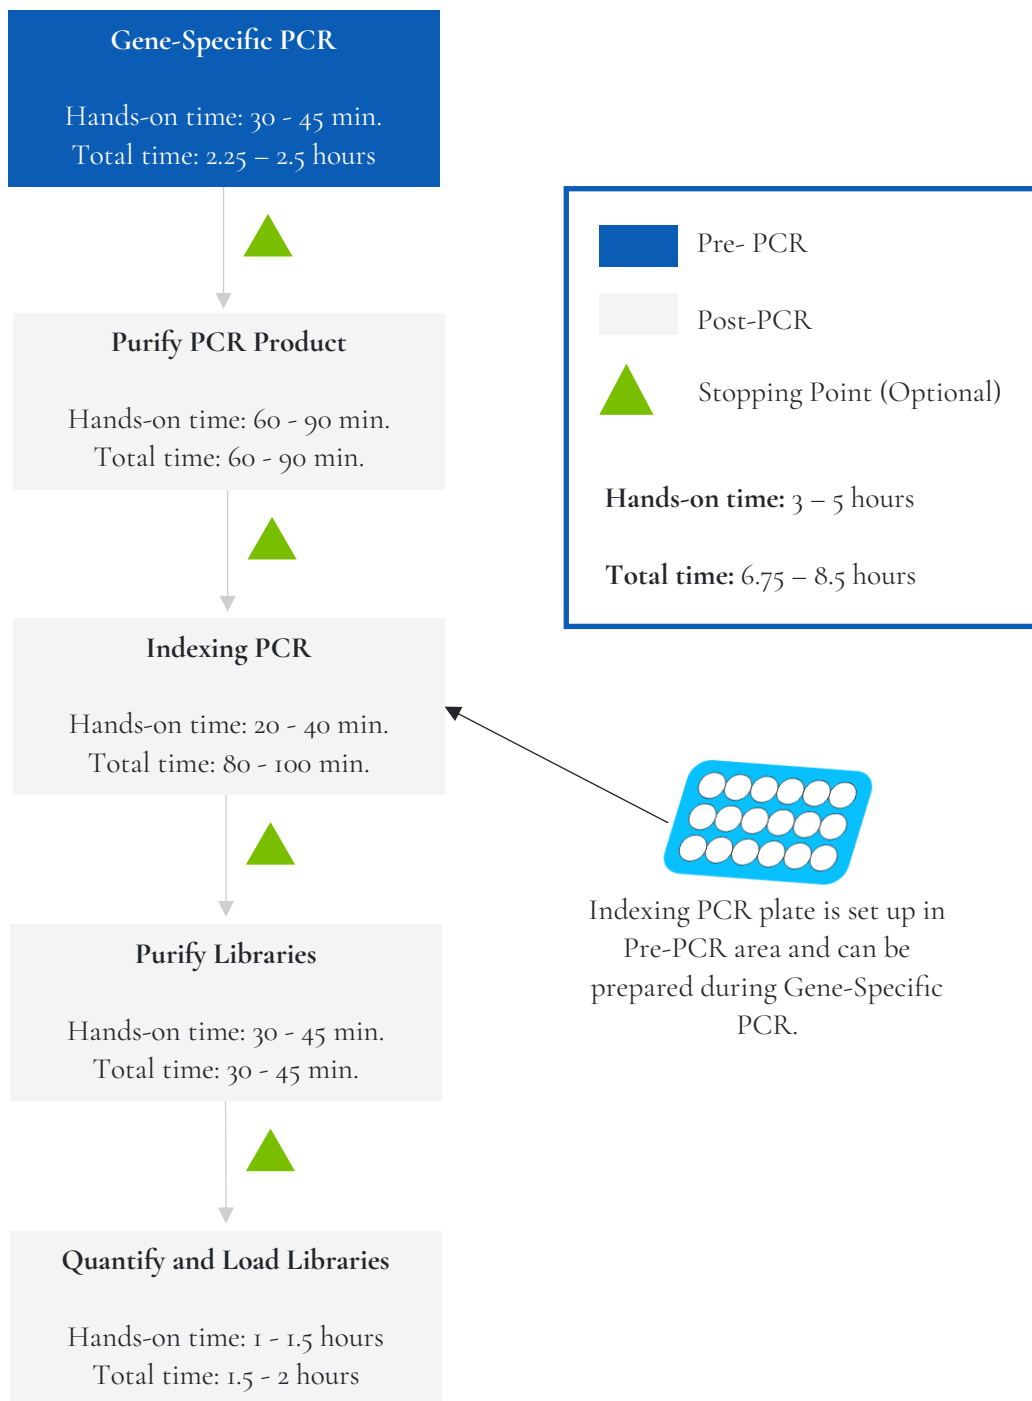 Gene-Specific PCR
Hands-on time: 30 - 45 min.
Total time: 2.25 – 2.5 hours
Purify PCR Product
Hands-on time: 60 - 90 min.
Total time: 60 - 90 min.
Indexing PCR
Hands-on time: 20 - 40 min.
Total time: 80 - 100 min.
Purify Libraries
Hands-on time: 30 - 45 min.
Total time: 30 - 45 min.
Quantify and Load Libraries
Hands-on time: 1 - 1.5 hours
Total time: 1.5 - 2 hours
Pre- PCR
Post-PCR
Stopping Point (Optional)
Hands-on time: 3 – 5 hours
Total time: 6.75 – 8.5 hours
Indexing PCR plate is set up in
Pre-PCR area and can be
prepared during Gene-Specific
PCR.